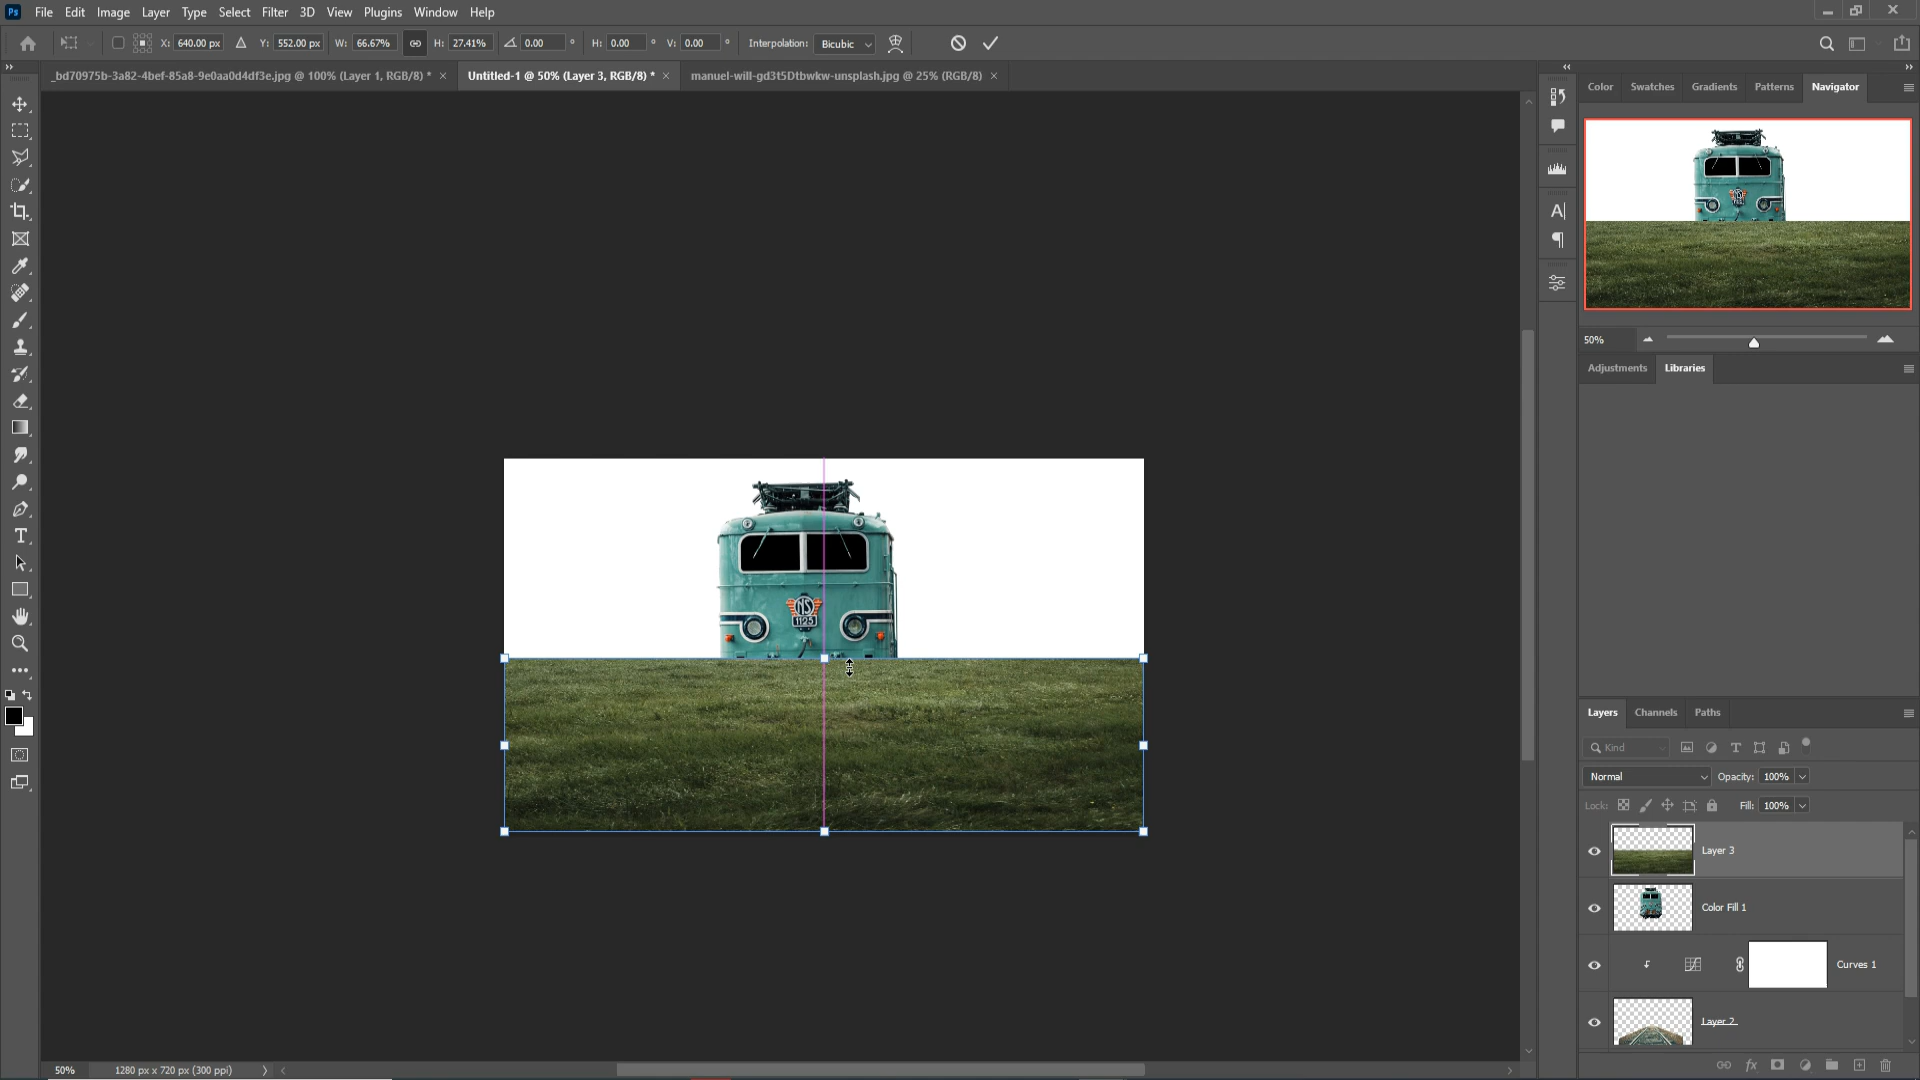 Ps File Edit Image Layer Type Select Filter 3D View Plugins Window Help
X: 640.00 px Y: 552.00 px W: 66.67% H: 27.41% 0.00 ° H: 0.00 ° V: 0.00 ° Interpolation: Bicubic
_bd70975b-3a82-4bef-85a8-9e0aa0d4df3e.jpg @ 100% (Layer 1, RGB/8) * × Untitled-1 @ 50% (Layer 3, RGB/8) * × manuel-will-gd3t5Dtbwkw-unsplash.jpg @ 25% (RGB/8) ×
Color Swatches Gradients Patterns Navigator
50%
Adjustments Libraries
NS
1125
Layers Channels Paths
Kind
Normal Opacity: 100%
Lock: Fill: 100%
Layer 3
Color Fill 1
Curves 1
Layer 2
50% 1280 px x 720 px (300 ppi)